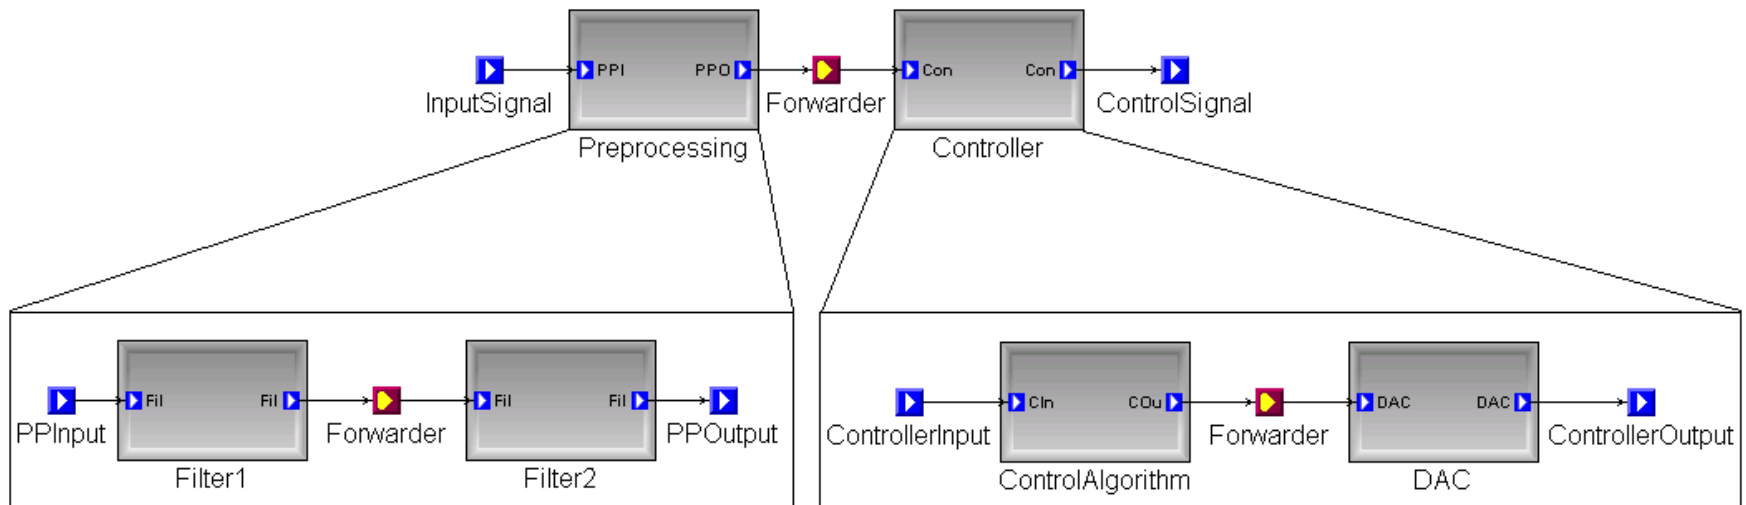 PPI
PPO
Con
Con
InputSignal
Forwarder
ControlSignal
Preprocessing
Controller
Fil
Fil
Fil
Fil
CIn
COu
DAC
DAC
PPInput
Forwarder
PPOutput
ControllerInput
Forwarder
ControllerOutput
Filter1
Filter2
ControlAlgorithm
DAC